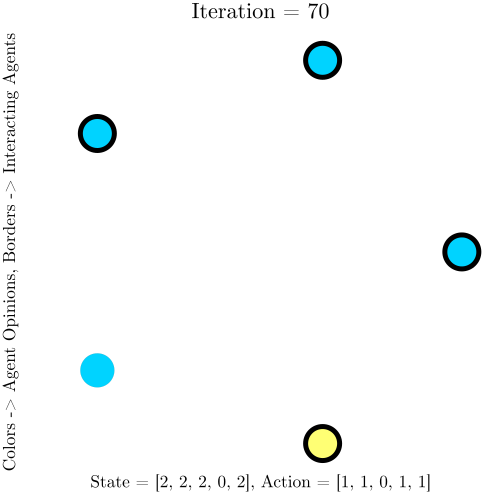 Iteration = 70
Colors -> Agent Opinions, Borders -> Interacting Agents
State = [2, 2, 2, 0, 2], Action = [1, 1, 0, 1, 1]